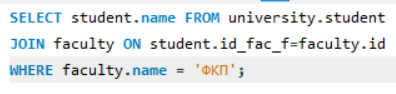 SELECT student.name FROM university.student
JOIN faculty ON student.id_fac_f=faculty.id
WHERE faculty.name = 'ФКП';